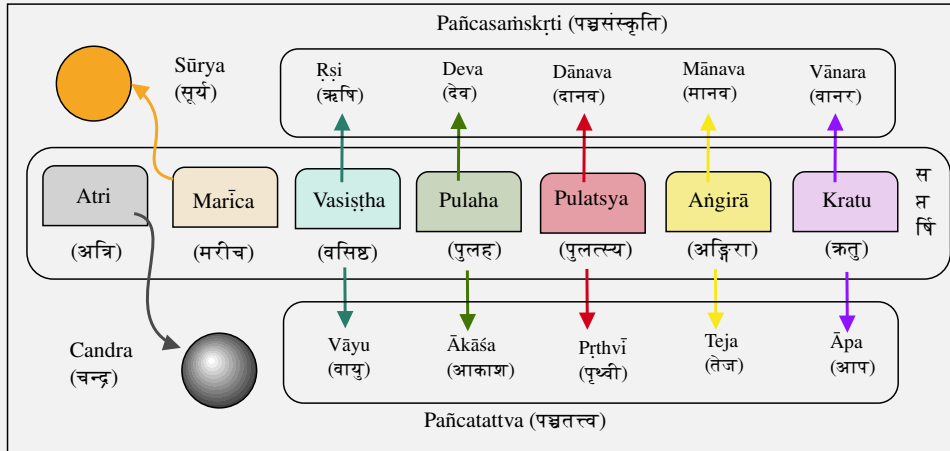 Pañcasaṁskṛti (पञ्चसंस्कृति)
Sūrya
(सूर्य)
Ṛṣi
(ऋषि)
Deva
(देव)
Dānava
(दानव)
Mānava
(मानव)
Vānara
(वानर)
Atri
(अत्रि)
Marīca
(मरीच)
Vasiṣṭha
(वसिष्ठ)
Pulaha
(पुलह)
Pulatsya
(पुलत्स्य)
Aṅgirā
(अङ्गिरा)
Kratu
(क्रतु)
स
प्त
र्षि
Candra
(चन्द्र)
Vāyu
(वायु)
Ākāśa
(आकाश)
Pṛthvī
(पृथ्वी)
Teja
(तेज)
Āpa
(आप)
Pañcatattva (पञ्चतत्त्व)